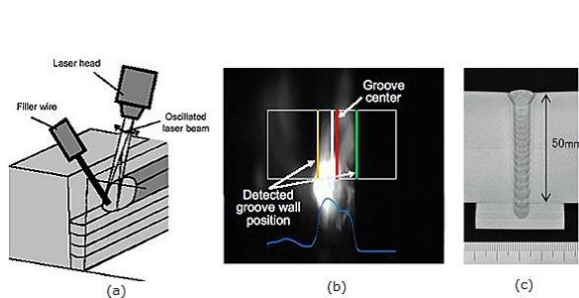 Laser head
Filler wire
Oscillated
laser beam
(a)
Groove
center
Detected
groove wall
position
(b)
50mm
(c)